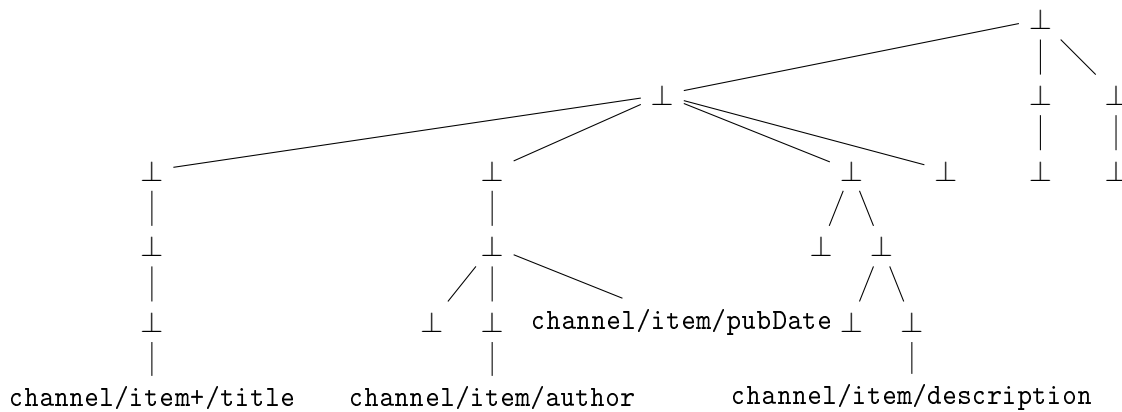 ⊥
⊥ ⊥ ⊥
⊥ ⊥ ⊥ ⊥ ⊥ ⊥
⊥ ⊥ ⊥ ⊥
⊥ ⊥ ⊥ channel/item/pubDate ⊥ ⊥
channel/item+/title channel/item/author channel/item/description